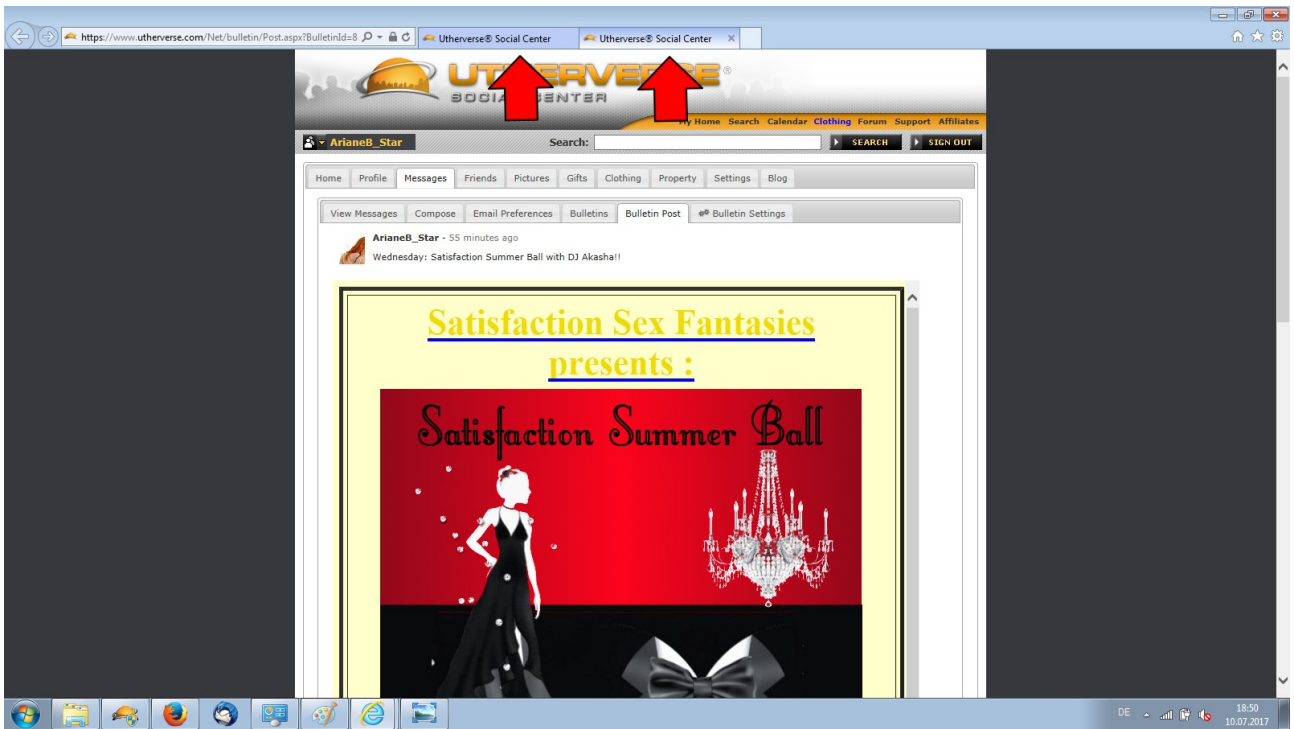 https://www.utherverse.com/Net/bulletin/Post.aspx?BulletinId=8
Utherverse® Social Center
Utherverse® Social Center
UTHERVERSE®
SOCIAL CENTER
My Home Search Calendar Clothing Forum Support Affiliates
ArianeB_Star
Search:
SEARCH
SIGN OUT
Home Profile Messages Friends Pictures Gifts Clothing Property Settings Blog
View Messages Compose Email Preferences Bulletins Bulletin Post Bulletin Settings
ArianeB_Star - 55 minutes ago
Wednesday: Satisfaction Summer Ball with DJ Akasha!!
Satisfaction Sex Fantasies
presents :
Satisfaction Summer Ball
DE
18:50
10.07.2017